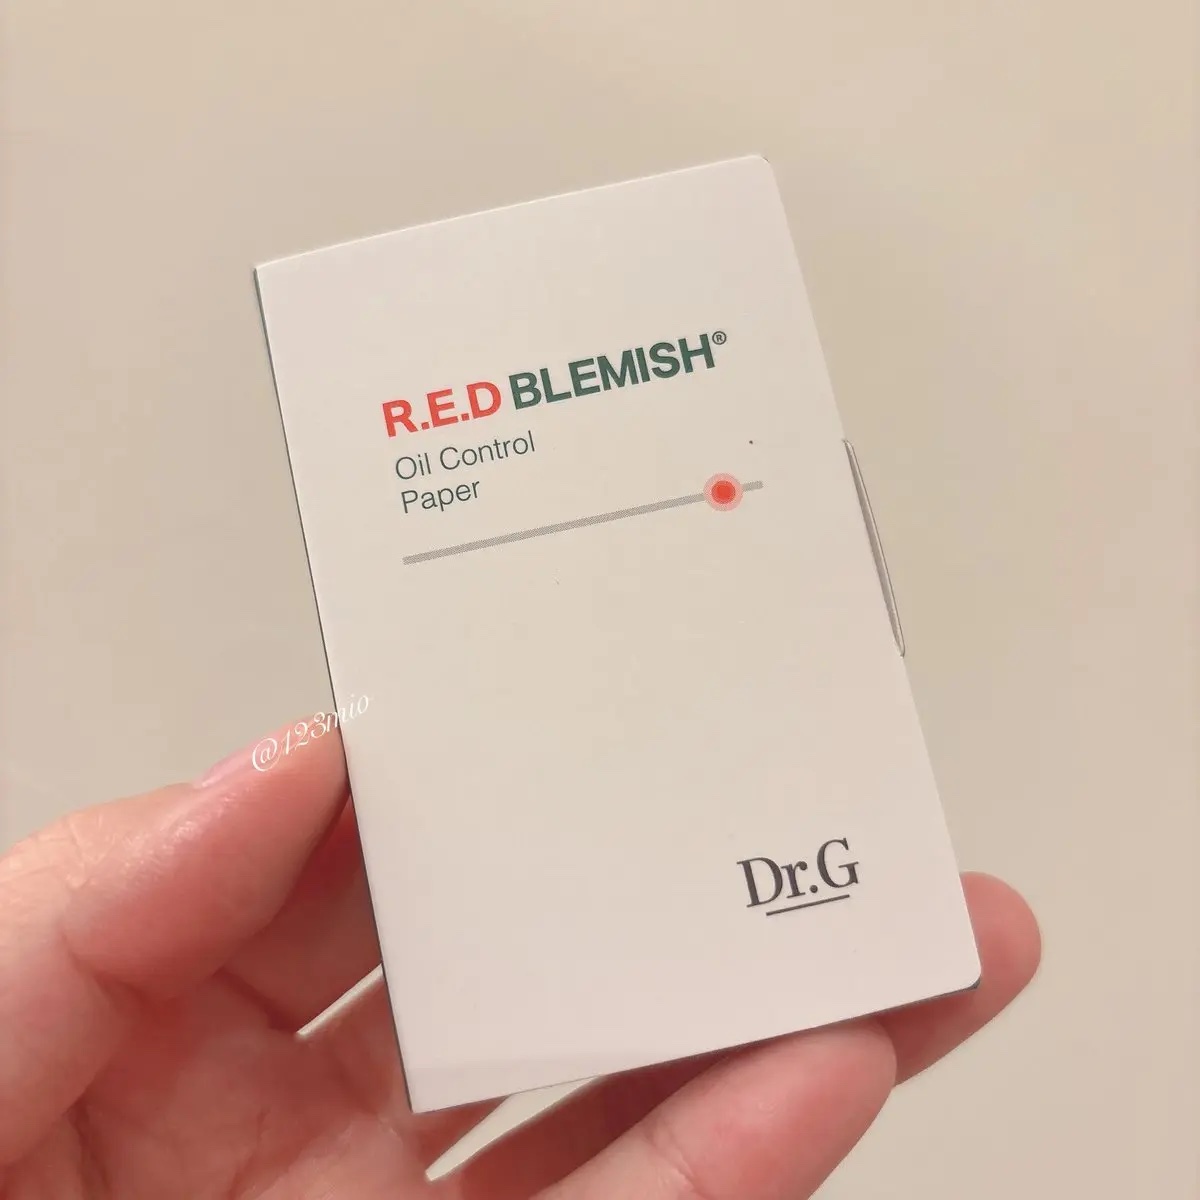 R.E.D BLEMISH®
Oil Control
Paper
@123mio
Dr.G